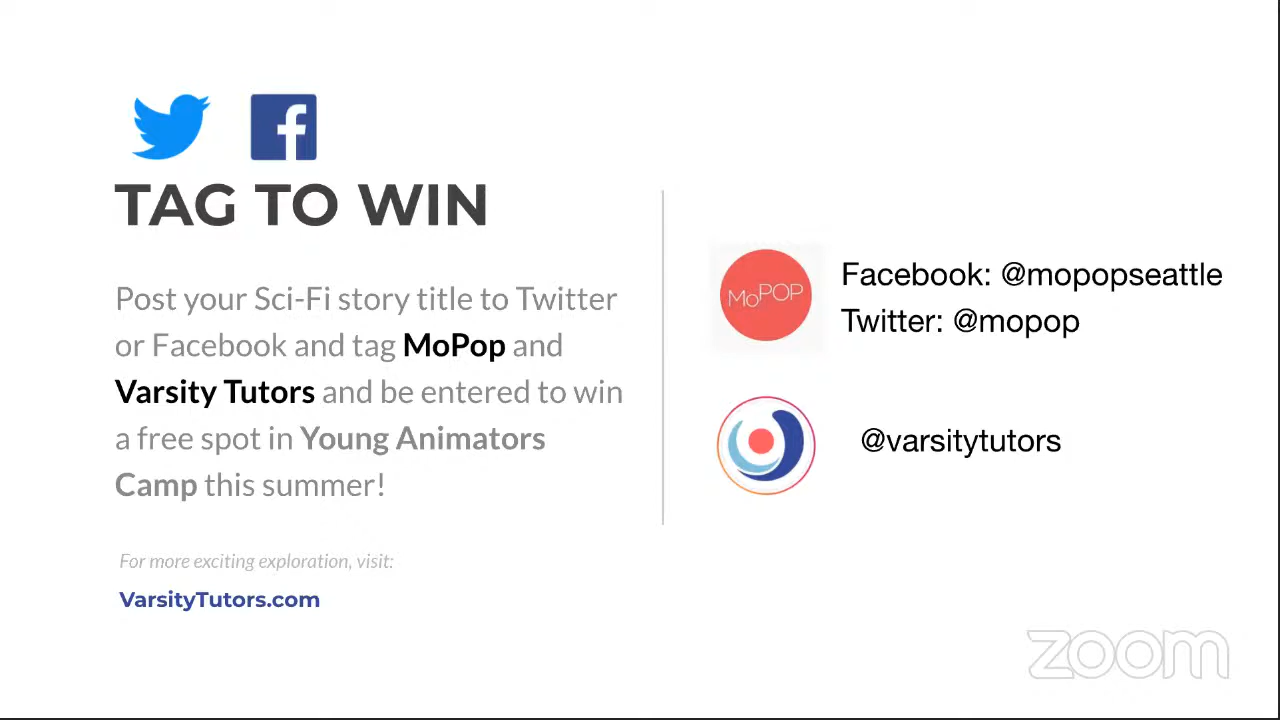 TAG TO WIN
Post your Sci-Fi story title to Twitter
or Facebook and tag MoPop and
Varsity Tutors and be entered to win
a free spot in Young Animators
Camp this summer!
For more exciting exploration, visit:
VarsityTutors.com
MoPOP
Facebook: @mopopseattle
Twitter: @mopop
@varsitytutors
zoom